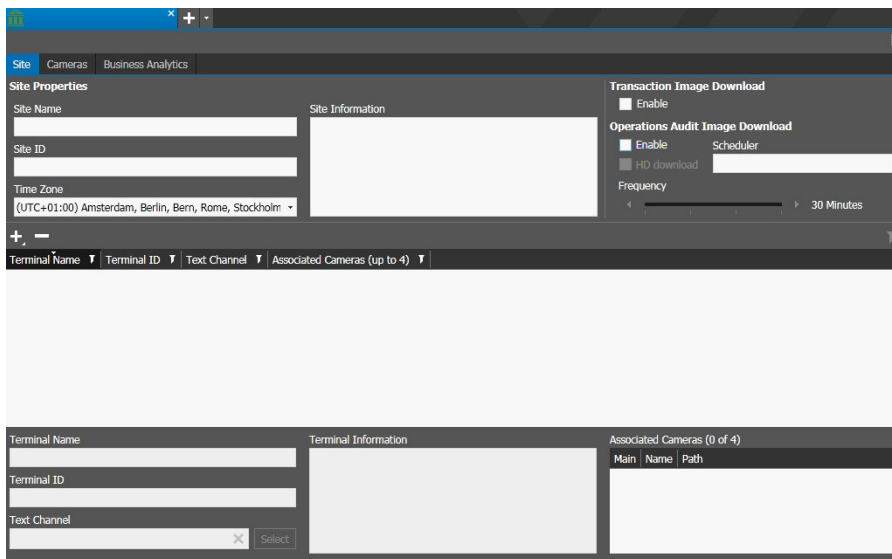 Site Cameras Business Analytics
Site Properties
Transaction Image Download
Enable
Site Name
Site Information
Operations Audit Image Download
Enable Scheduler
HD download
Site ID
Time Zone
(UTC+01:00) Amsterdam, Berlin, Bern, Rome, Stockholm
Frequency
30 Minutes
Terminal Name Terminal ID Text Channel Associated Cameras (up to 4)
Terminal Name
Terminal Information
Associated Cameras (0 of 4)
Main Name Path
Terminal ID
Text Channel
Select